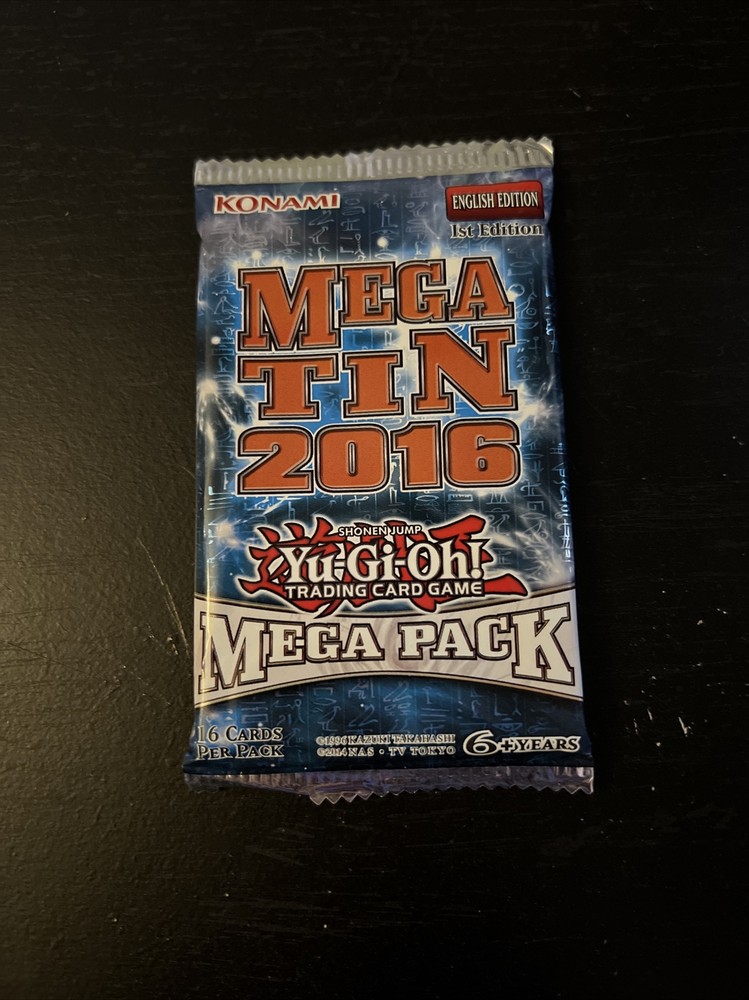 KONAMI
ENGLISH EDITION
1st Edition
MEGA
TIN
2016
SHONEN JUMP
Yu-Gi-Oh!
TRADING CARD GAME
MEGA PACK
16 CARDS
PER PACK
©1996 KAZUKI TAKAHASHI
©2014 NAS • TV TOKYO
6+YEARS